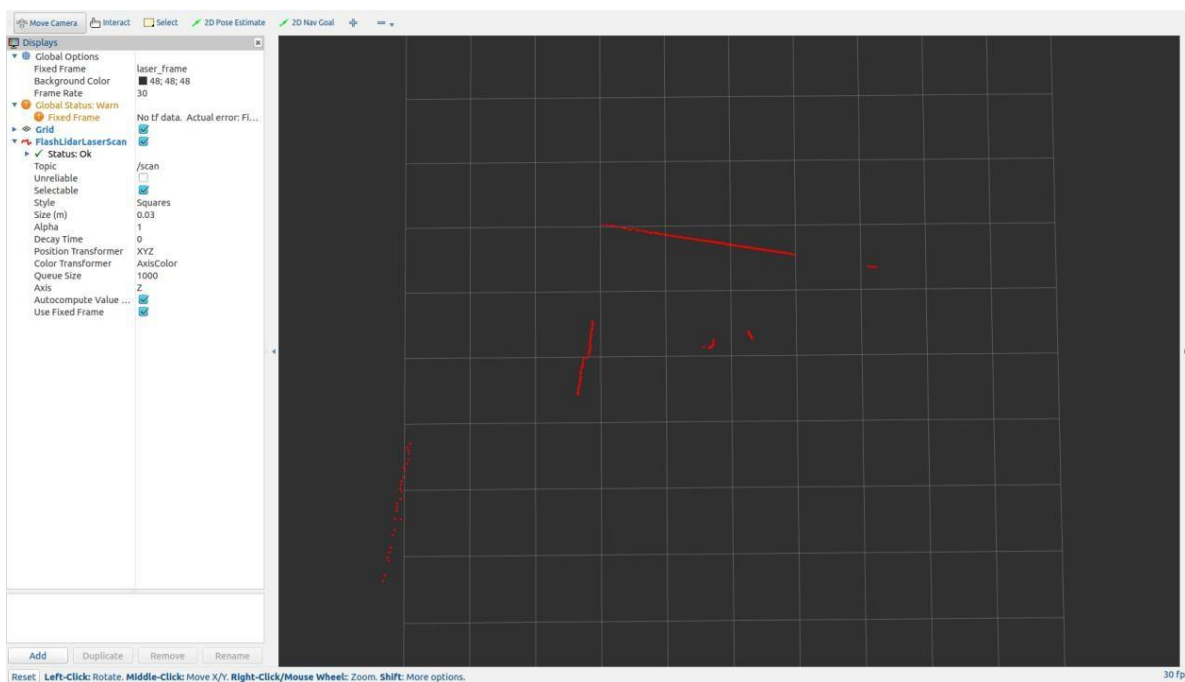 Move Camera Interact Select 2D Pose Estimate 2D Nav Goal
Displays
Global Options
Fixed Frame laser_frame
Background Color 48; 48; 48
Frame Rate 30
Global Status: Warn
Fixed Frame No tf data. Actual error: Fi...
Grid
FlashLidarLaserScan
Status: Ok
Topic /scan
Unreliable
Selectable
Style Squares
Size (m) 0.03
Alpha 1
Decay Time 0
Position Transformer XYZ
Color Transformer AxisColor
Queue Size 1000
Axis Z
Autocompute Value ...
Use Fixed Frame
Add Duplicate Remove Rename
Reset Left-Click: Rotate. Middle-Click: Move X/Y. Right-Click/Mouse Wheel:: Zoom. Shift: More options. 30 fp